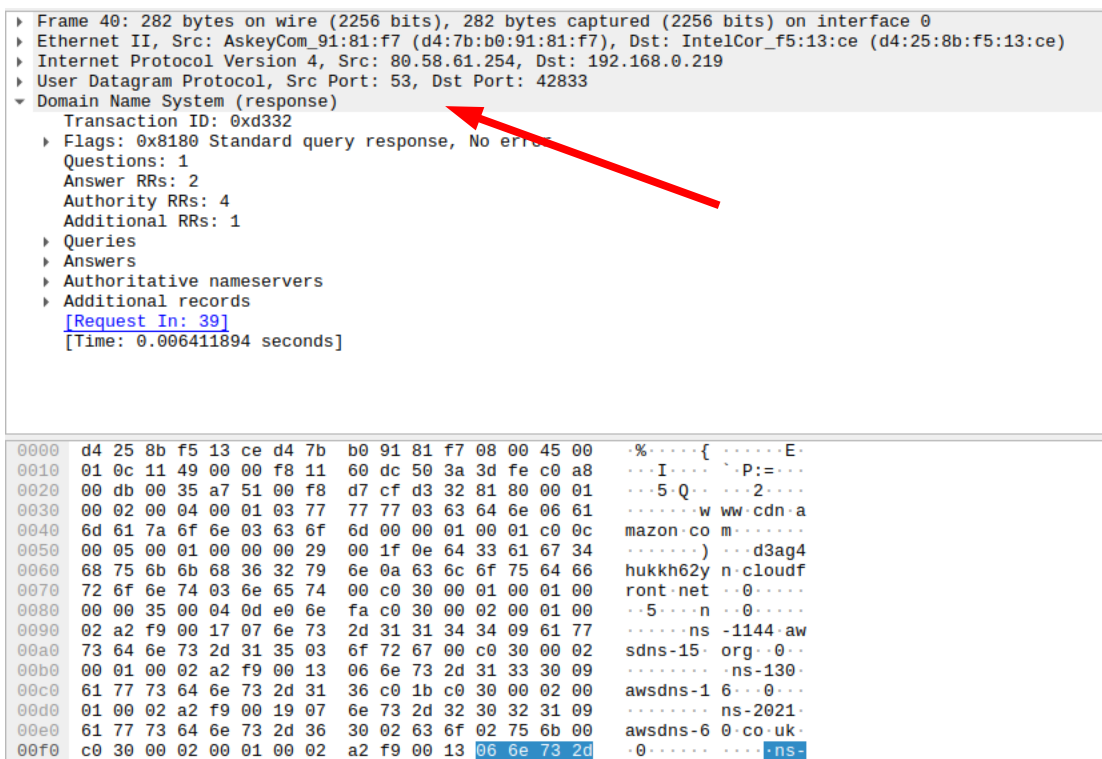 Frame 40: 282 bytes on wire (2256 bits), 282 bytes captured (2256 bits) on interface 0
Ethernet II, Src: AskeyCom_91:81:f7 (d4:7b:b0:91:81:f7), Dst: IntelCor_f5:13:ce (d4:25:8b:f5:13:ce)
Internet Protocol Version 4, Src: 80.58.61.254, Dst: 192.168.0.219
User Datagram Protocol, Src Port: 53, Dst Port: 42833
Domain Name System (response)
Transaction ID: 0xd332
Flags: 0x8180 Standard query response, No error
Questions: 1
Answer RRs: 2
Authority RRs: 4
Additional RRs: 1
Queries
Answers
Authoritative nameservers
Additional records
[Request In: 39]
[Time: 0.006411894 seconds]
0000 d4 25 8b f5 13 ce d4 7b b0 91 81 f7 08 00 45 00 ·%·····{ ······E·
0010 01 0c 11 49 00 00 f8 11 60 dc 50 3a 3d fe c0 a8 ···I···· `·P:=···
0020 00 db 00 35 a7 51 00 f8 d7 cf d3 32 81 80 00 01 ···5·Q·· ···2····
0030 00 02 00 04 00 01 03 77 77 77 03 63 64 6e 06 61 ·······w ww·cdn·a
0040 6d 61 7a 6f 6e 03 63 6f 6d 00 00 01 00 01 c0 0c mazon·co m·······
0050 00 05 00 01 00 00 00 29 00 1f 0e 64 33 61 67 34 ·······) ···d3ag4
0060 68 75 6b 6b 68 36 32 79 6e 0a 63 6c 6f 75 64 66 hukkh62y n·cloudf
0070 72 6f 6e 74 03 6e 65 74 00 c0 30 00 01 00 01 00 ront·net ··0·····
0080 00 00 35 00 04 0d e0 6e fa c0 30 00 02 00 01 00 ··5····n ··0·····
0090 02 a2 f9 00 17 07 6e 73 2d 31 31 34 34 09 61 77 ······ns -1144·aw
00a0 73 64 6e 73 2d 31 35 03 6f 72 67 00 c0 30 00 02 sdns-15· org··0··
00b0 00 01 00 02 a2 f9 00 13 06 6e 73 2d 31 33 30 09 ········ ·ns-130·
00c0 61 77 73 64 6e 73 2d 31 36 c0 1b c0 30 00 02 00 awsdns-1 6···0···
00d0 01 00 02 a2 f9 00 19 07 6e 73 2d 32 30 32 31 09 ········ ns-2021·
00e0 61 77 73 64 6e 73 2d 36 30 02 63 6f 02 75 6b 00 awsdns-6 0·co·uk·
00f0 c0 30 00 02 00 01 00 02 a2 f9 00 13 06 6e 73 2d ·0······ ·····ns-